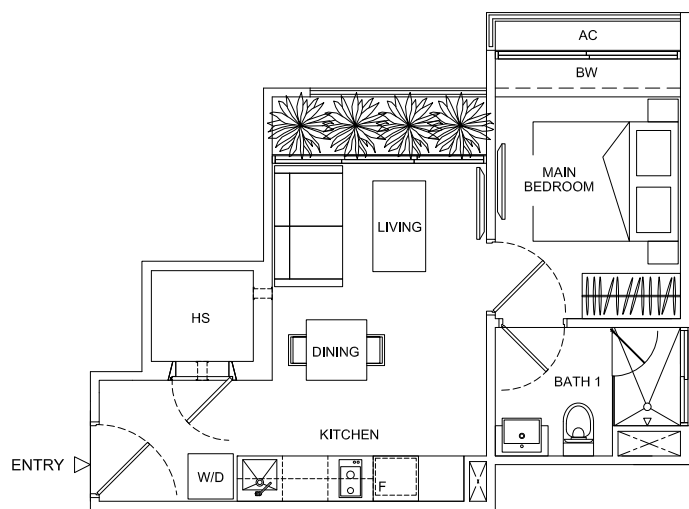 AC
BW
MAIN
BEDROOM
LIVING
HS
DINING
BATH 1
KITCHEN
ENTRY
W/D
F